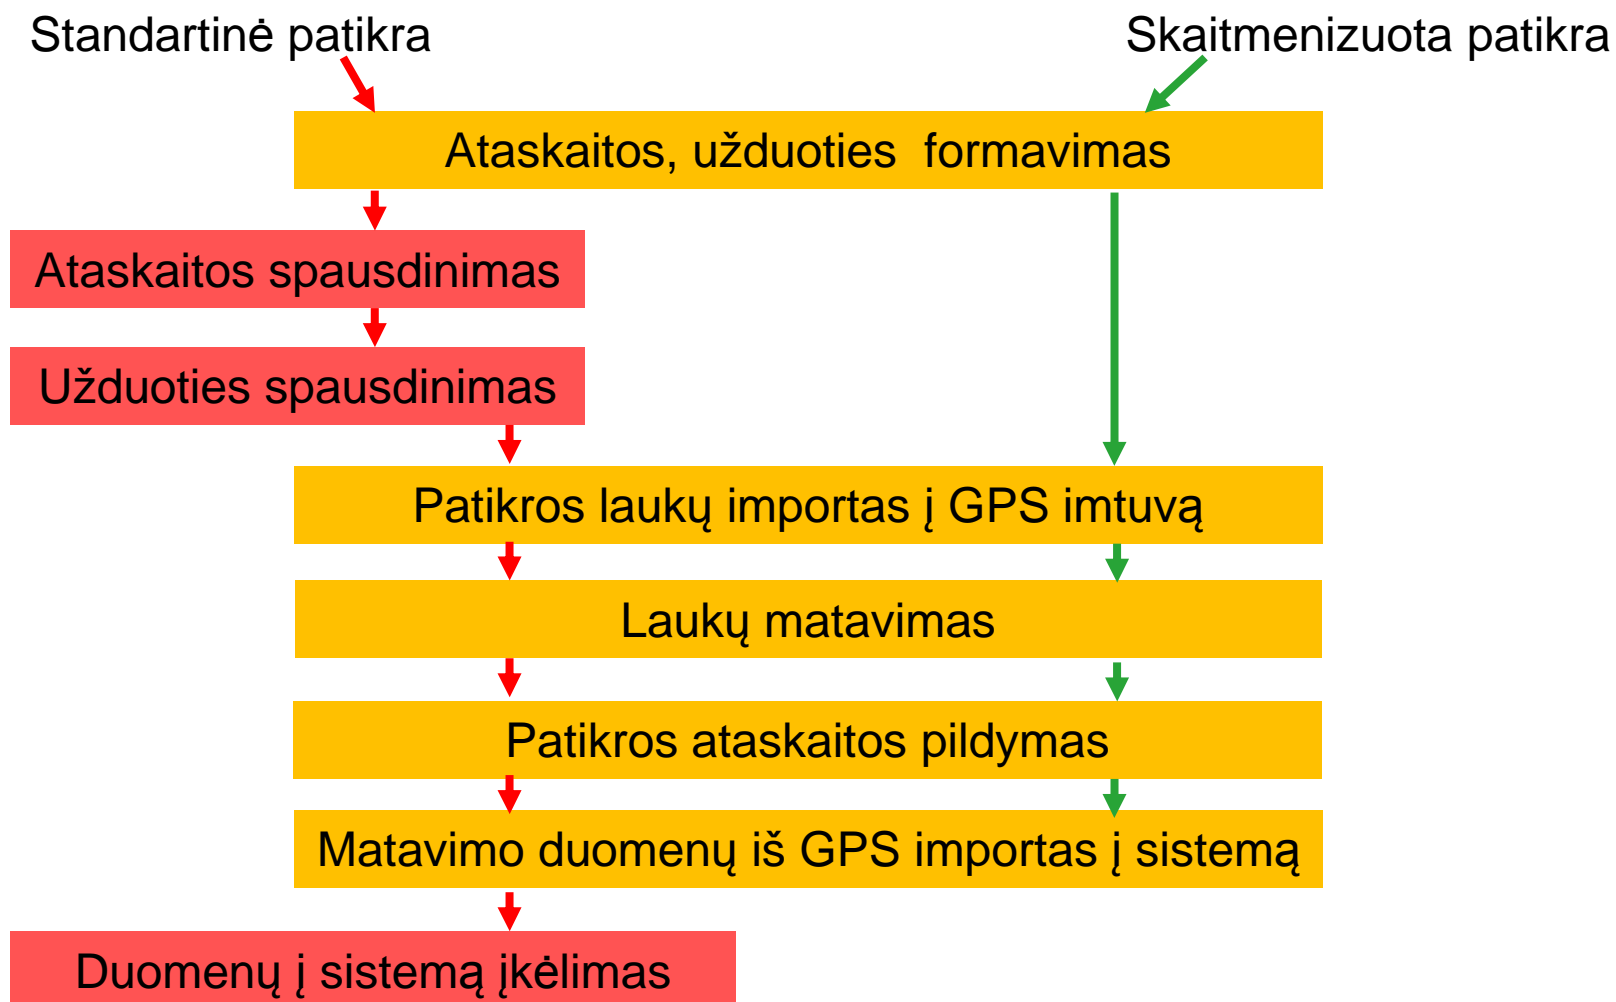 Standartinė patikra
Skaitmenizuota patikra
Ataskaitos, užduoties  formavimas
Ataskaitos spausdinimas
Užduoties spausdinimas
Patikros laukų importas į GPS imtuvą
Laukų matavimas
Patikros ataskaitos pildymas
Matavimo duomenų iš GPS importas į sistemą
Duomenų į sistemą įkėlimas